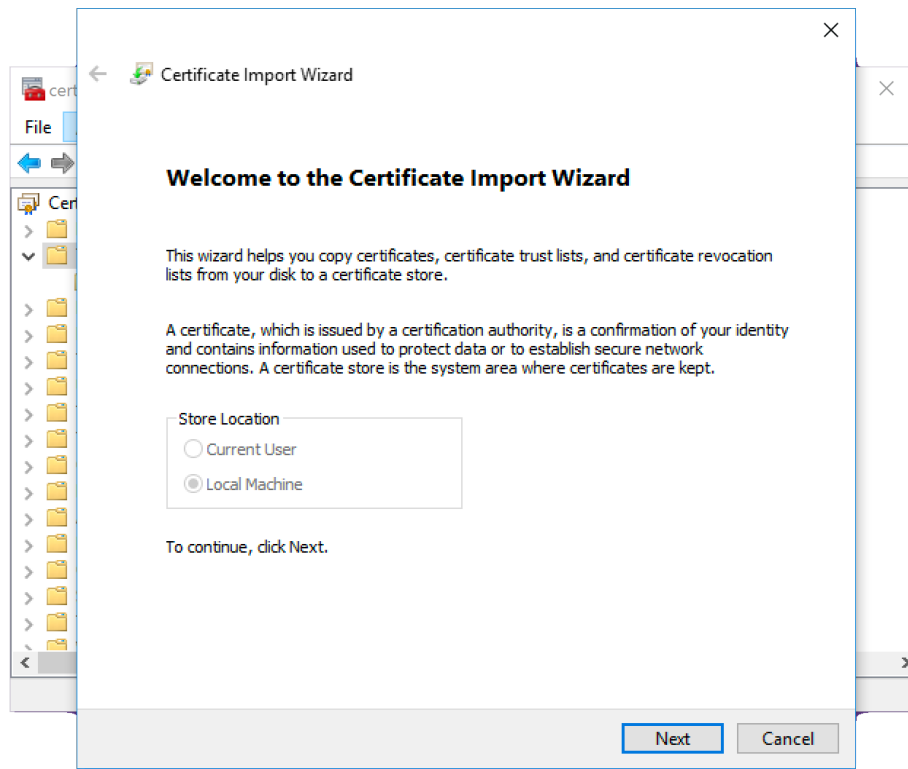 Certificate Import Wizard
cert
File
Cert
Welcome to the Certificate Import Wizard
This wizard helps you copy certificates, certificate trust lists, and certificate revocation
lists from your disk to a certificate store.
A certificate, which is issued by a certification authority, is a confirmation of your identity
and contains information used to protect data or to establish secure network
connections. A certificate store is the system area where certificates are kept.
Store Location
Current User
Local Machine
To continue, click Next.
Next
Cancel